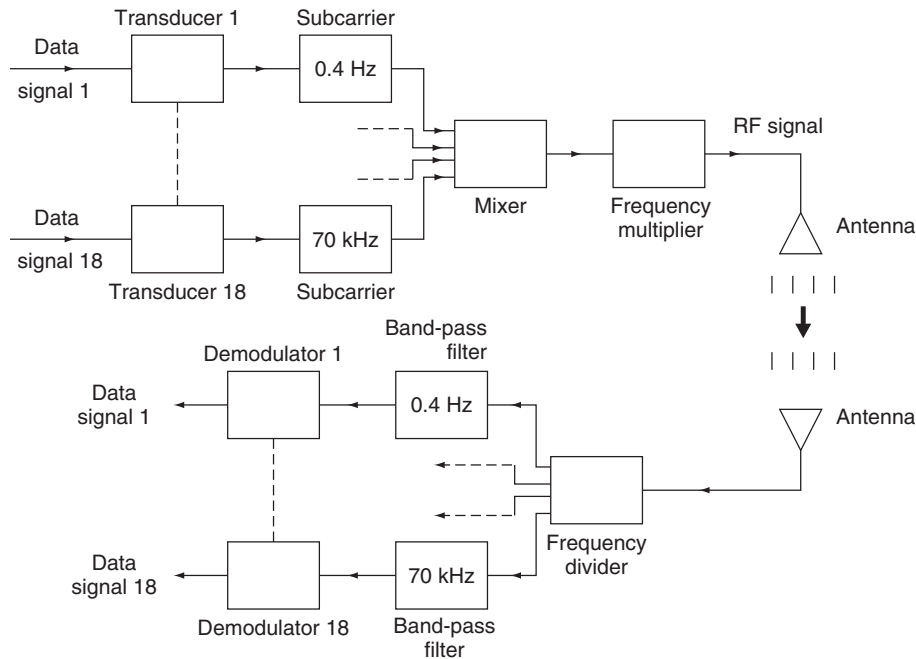 Transducer 1
Subcarrier
Data
signal 1
0.4 Hz
RF signal
Mixer
Frequency
multiplier
Antenna
Data
signal 18
70 kHz
Transducer 18
Subcarrier
Band-pass
filter
Demodulator 1
Data
signal 1
0.4 Hz
Antenna
Frequency
divider
Data
signal 18
70 kHz
Demodulator 18
Band-pass
filter